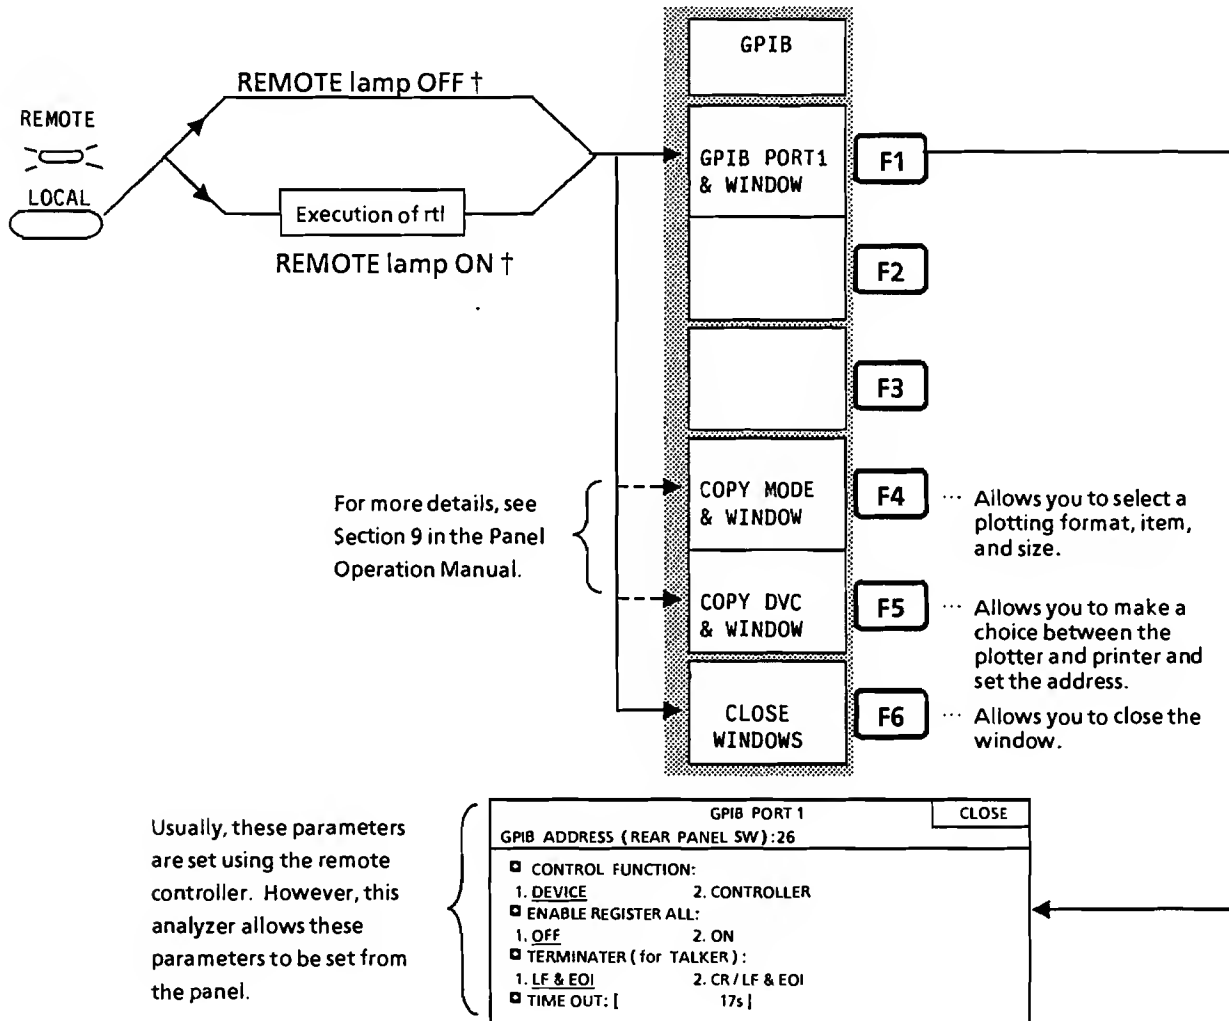 GPIB
REMOTE lamp OFF †
REMOTE
LOCAL
Execution of rtl
REMOTE lamp ON †
GPIB PORT1
& WINDOW
F1
F2
F3
For more details, see
Section 9 in the Panel
Operation Manual.
COPY MODE
& WINDOW
F4
··· Allows you to select a
plotting format, item,
and size.
COPY DVC
& WINDOW
F5
··· Allows you to make a
choice between the
plotter and printer and
set the address.
CLOSE
WINDOWS
F6
··· Allows you to close the
window.
Usually, these parameters
are set using the remote
controller. However, this
analyzer allows these
parameters to be set from
the panel.
GPIB PORT 1
CLOSE
GPIB ADDRESS (REAR PANEL SW):26
CONTROL FUNCTION:
1. DEVICE 2. CONTROLLER
ENABLE REGISTER ALL:
1. OFF 2. ON
TERMINATER (for TALKER) :
1. LF & EOI 2. CR / LF & EOI
TIME OUT: [ 17s ]